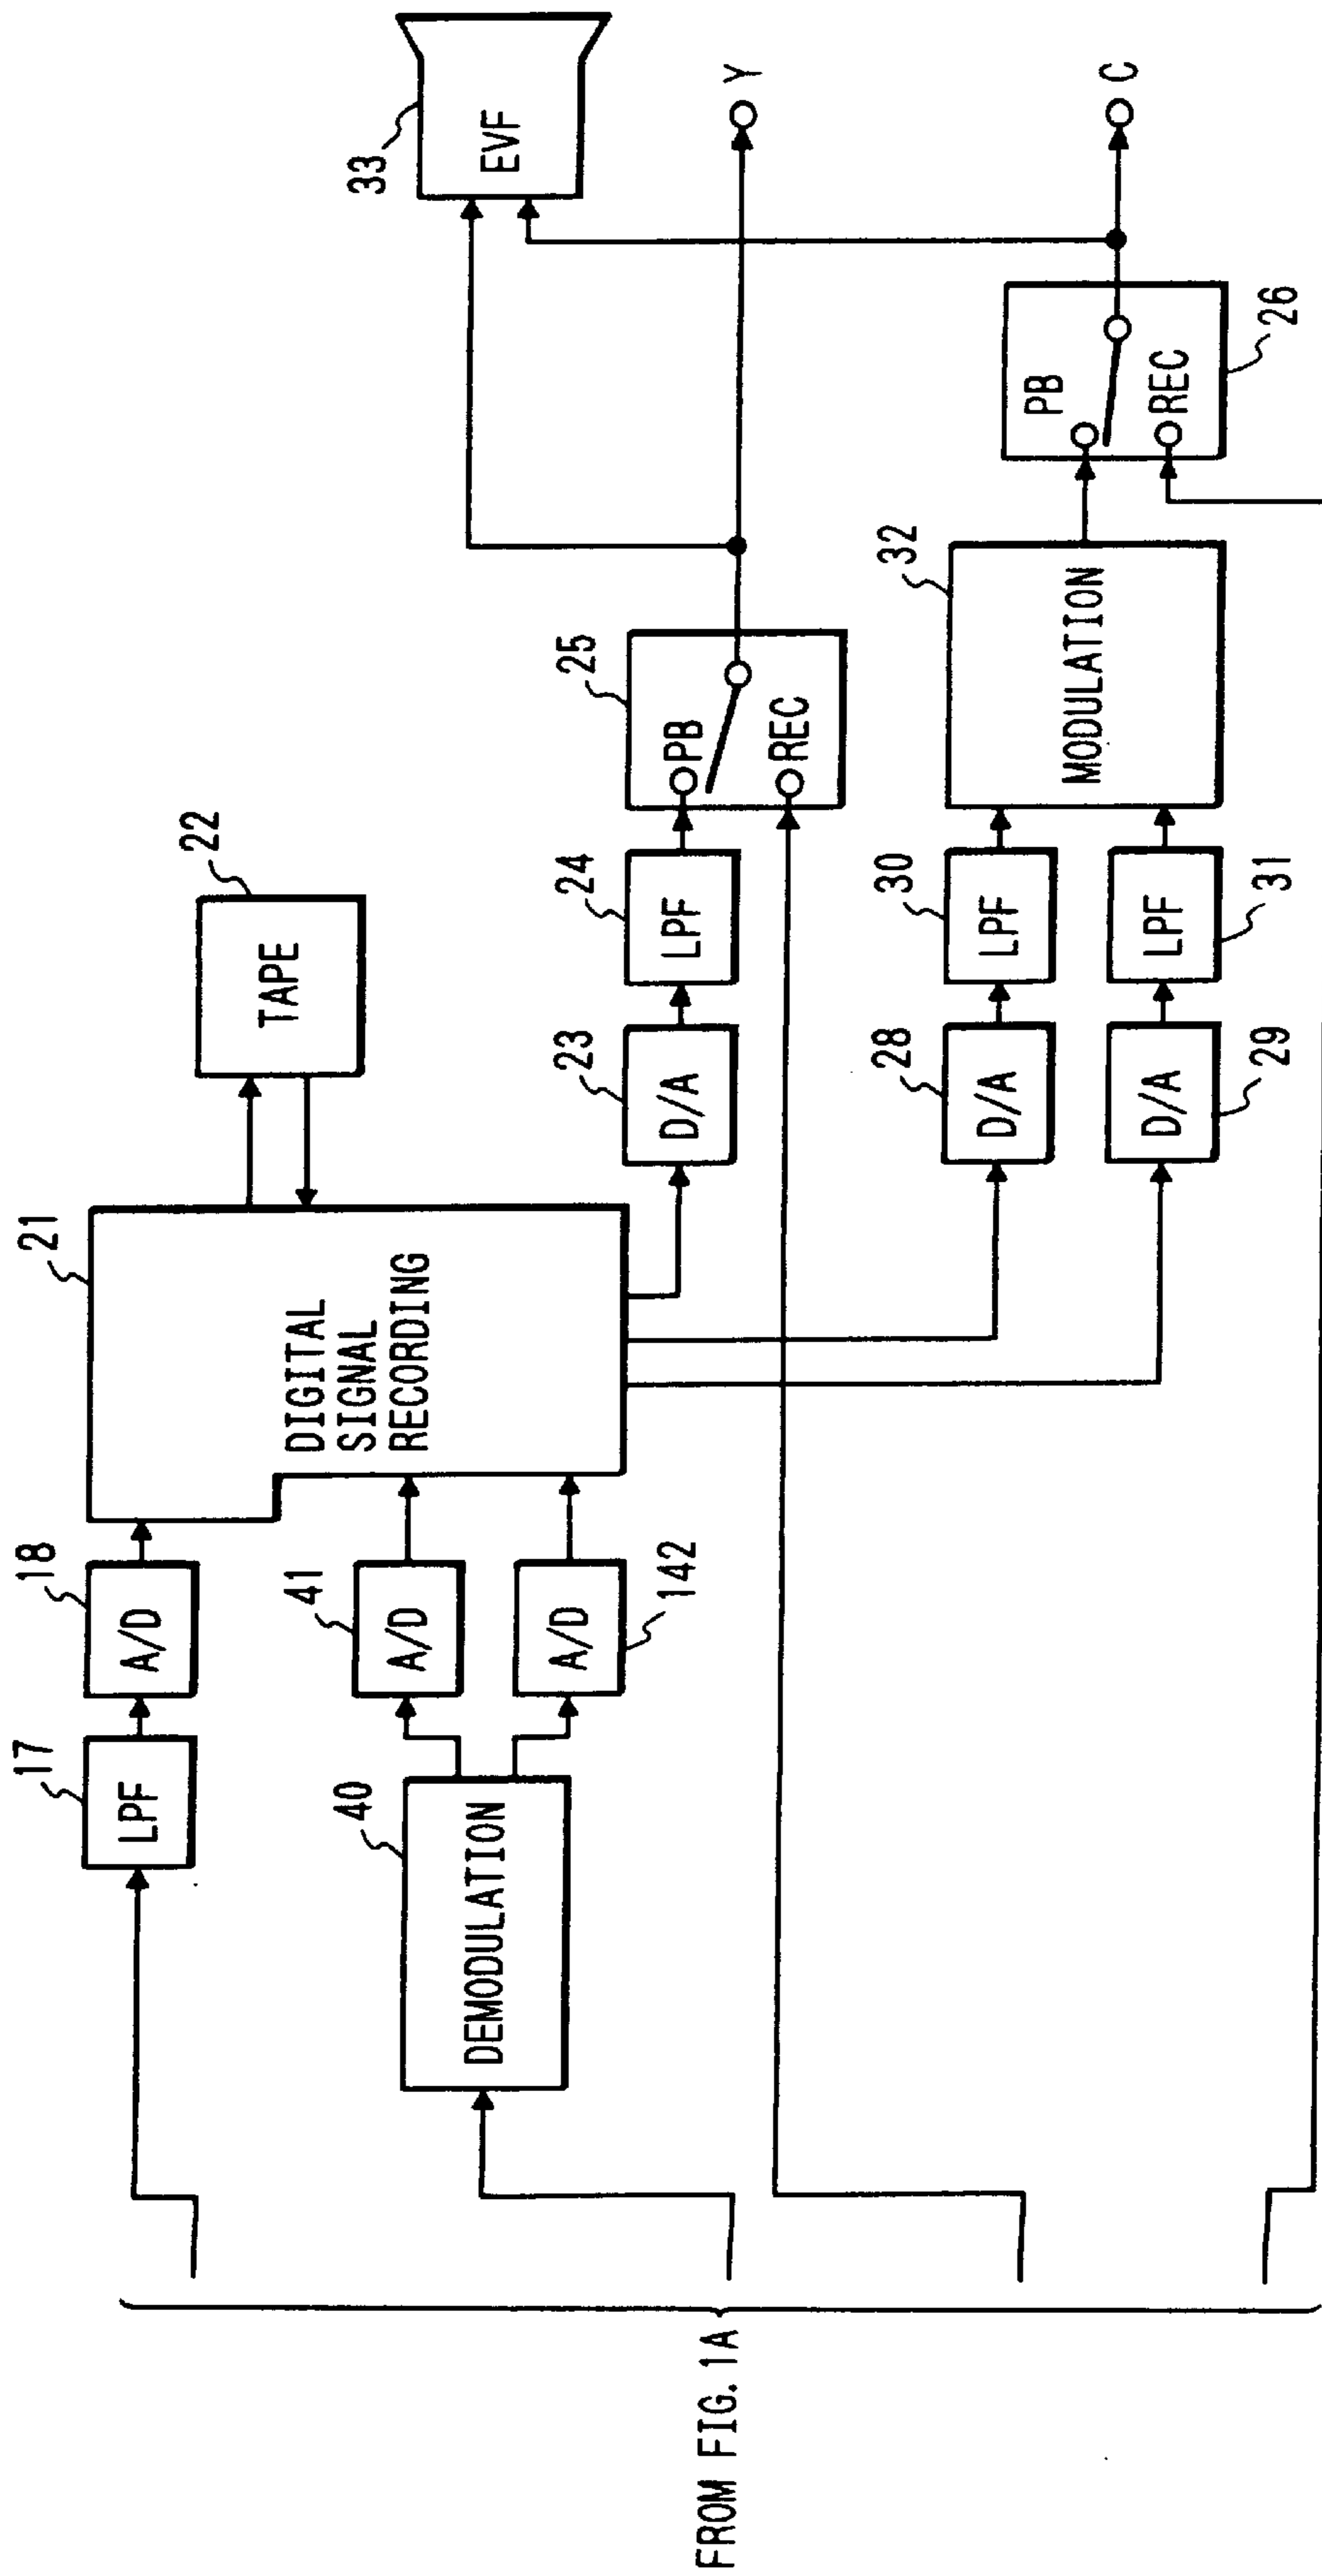 FROM FIG. 1A
17
LPF
18
A/D
21
DIGITAL
SIGNAL
RECORDING
22
TAPE
40
DEMODULATION
41
A/D
A/D
142
23
D/A
24
LPF
25
PB
REC
33
EVF
Y
28
D/A
30
LPF
D/A
29
LPF
31
32
MODULATION
PB
REC
26
C